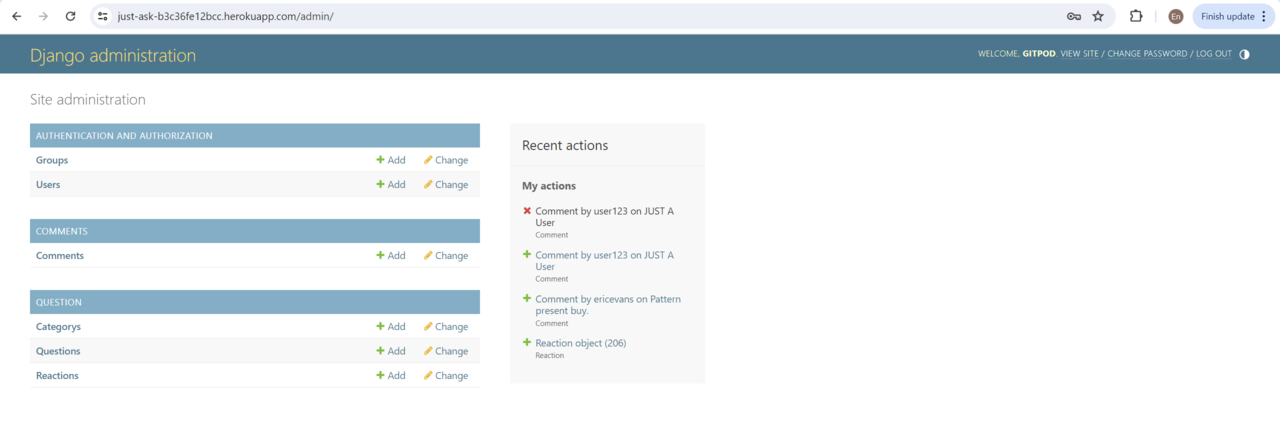 just-ask-b3c36fe12bcc.herokuapp.com/admin/
En
Finish update
Django administration
WELCOME, GITPOD. VIEW SITE / CHANGE PASSWORD / LOG OUT
Site administration
AUTHENTICATION AND AUTHORIZATION
Groups Add Change
Users Add Change
COMMENTS
Comments Add Change
QUESTION
Categorys Add Change
Questions Add Change
Reactions Add Change
Recent actions
My actions
Comment by user123 on JUST A
User
Comment
Comment by user123 on JUST A
User
Comment
Comment by ericevans on Pattern
present buy.
Comment
Reaction object (206)
Reaction